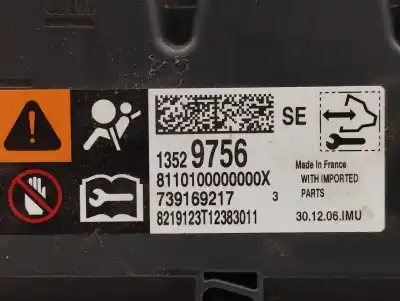 SE
1352 9756
8110100000000X
739169217 3
8219123T12383011
Made In France
WITH IMPORTED
PARTS
30.12.06.IMU